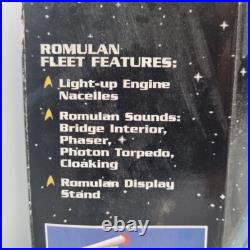 ROMULAN
FLEET FEATURES:
Light-up Engine
Nacelles
Romulan Sounds:
Bridge Interior,
Phaser,
Photon Torpedo,
Cloaking
Romulan Display
Stand